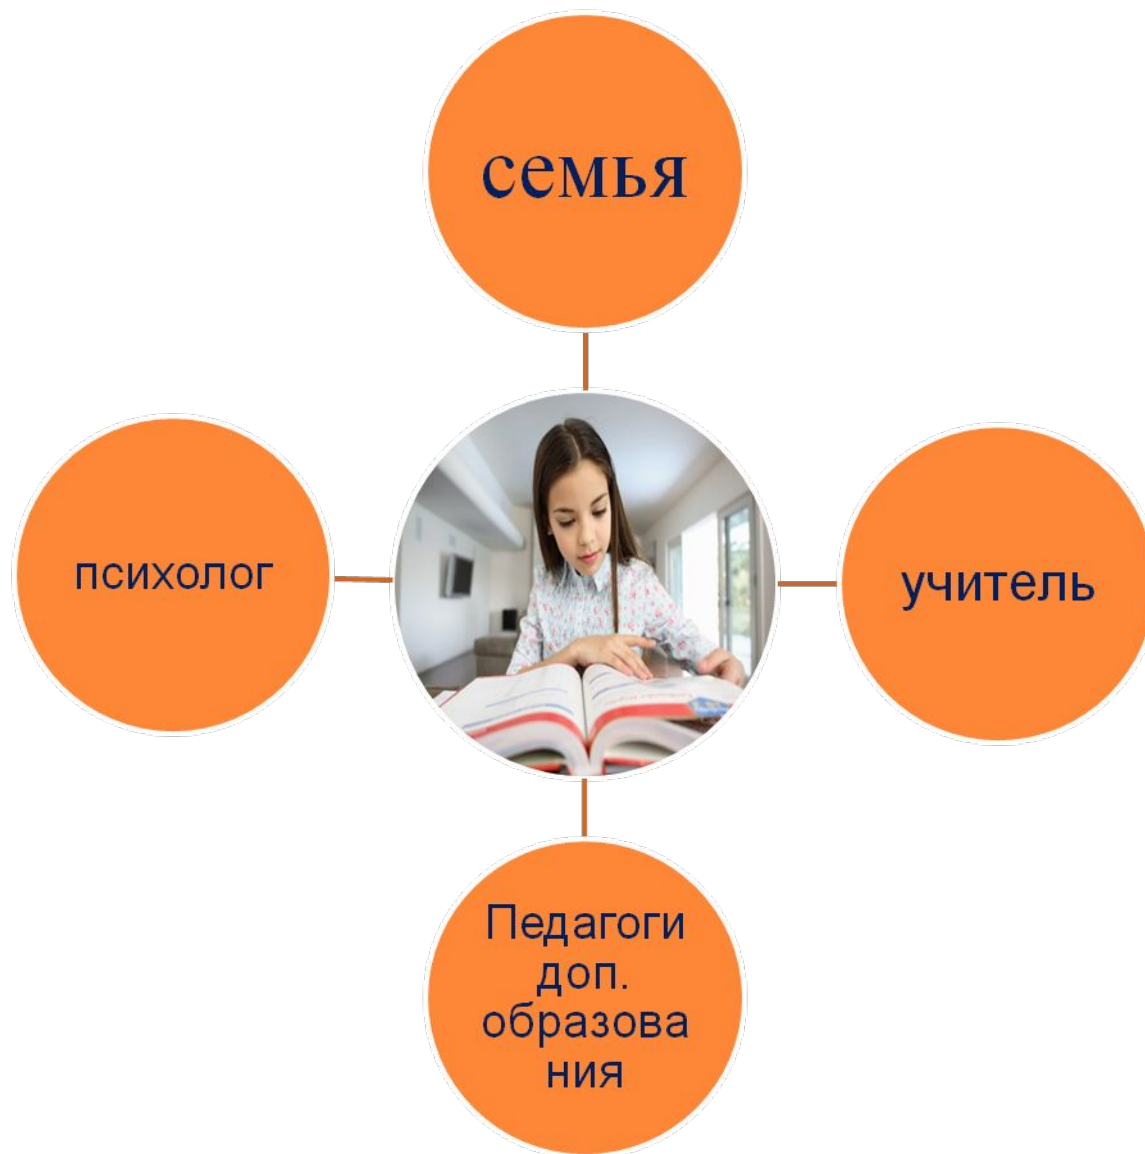 семья
психолог
учитель
Педагоги
доп.
образова
ния